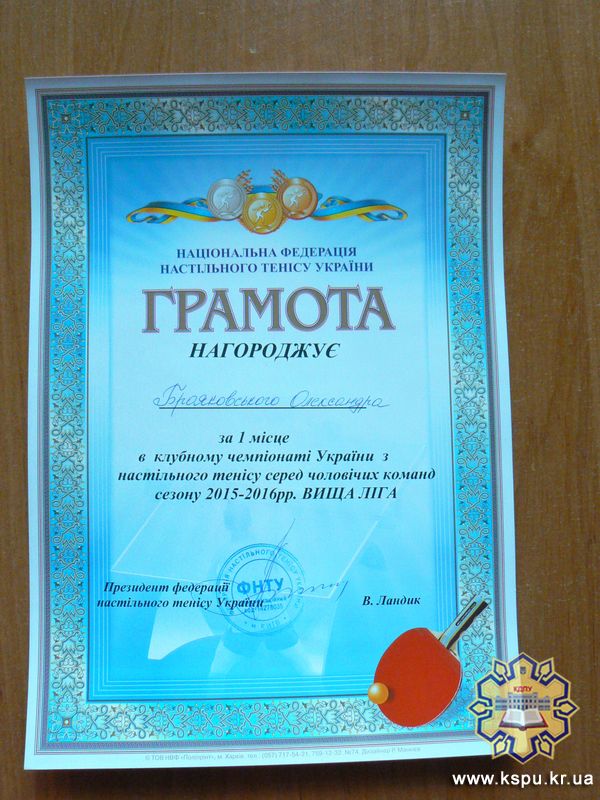 НАЦІОНАЛЬНА ФЕДЕРАЦІЯ
НАСТІЛЬНОГО ТЕНІСУ УКРАЇНИ
ГРАМОТА
НАГОРОДЖУЄ
Браяковського Олександра
за 1 місце
в клубному чемпіонаті України з
настільного тенісу серед чоловічих команд
сезону 2015-2016рр. ВИЩА ЛІГА
ФНТУ
Президент федерації
настільного тенісу України
В. Ландик
КДПУ
www.kspu.kr.ua